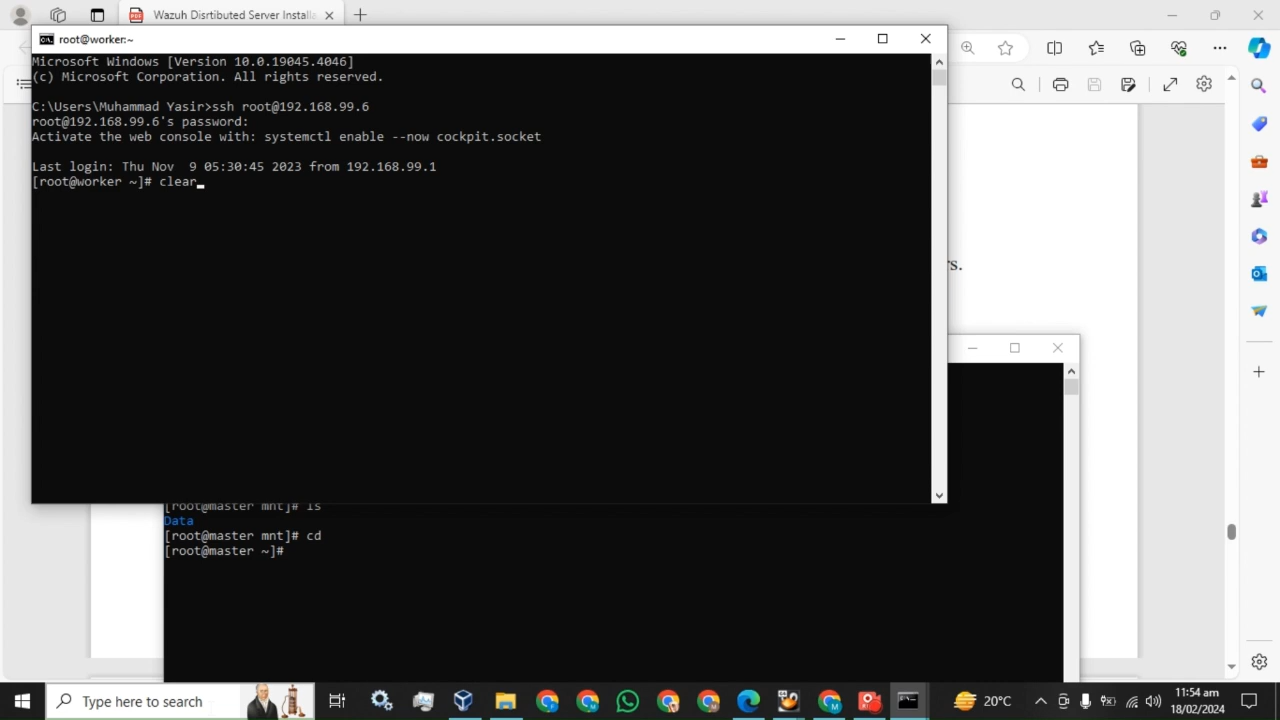 Wazuh Disrtibuted Server Installa
root@worker:~
Microsoft Windows [Version 10.0.19045.4046]
(c) Microsoft Corporation. All rights reserved.
C:\Users\Muhammad Yasir>ssh root@192.168.99.6
root@192.168.99.6's password:
Activate the web console with: systemctl enable --now cockpit.socket
Last login: Thu Nov  9 05:30:45 2023 from 192.168.99.1
[root@worker ~]# clear
rs.
[root@master mnt]# ls
Data
[root@master mnt]# cd
[root@master ~]#
Type here to search
20°C
11:54 am
18/02/2024